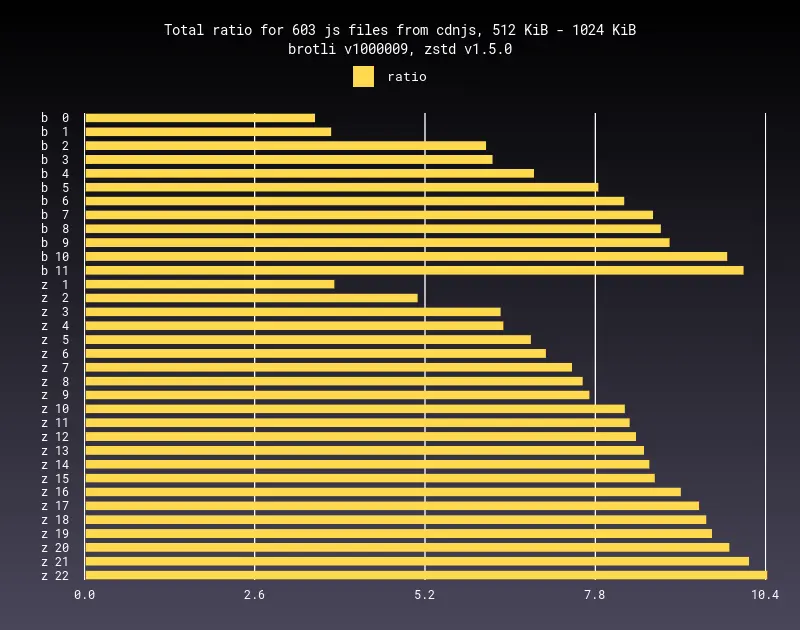 Total ratio for 603 js files from cdnjs, 512 KiB - 1024 KiB
brotli v1000009, zstd v1.5.0
ratio
b 0
b 1
b 2
b 3
b 4
b 5
b 6
b 7
b 8
b 9
b 10
b 11
z 1
z 2
z 3
z 4
z 5
z 6
z 7
z 8
z 9
z 10
z 11
z 12
z 13
z 14
z 15
z 16
z 17
z 18
z 19
z 20
z 21
z 22
0.0 2.6 5.2 7.8 10.4